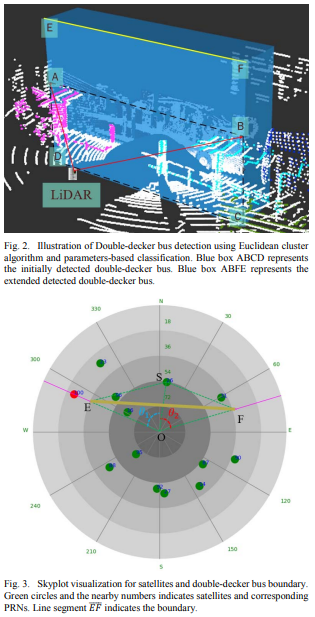 E
F
A
B
D
C
LiDAR
Fig. 2. Illustration of Double-decker bus detection using Euclidean cluster
algorithm and parameters-based classification. Blue box ABCD represents
the initially detected double-decker bus. Blue box ABFE represents the
extended detected double-decker bus.
N
330
30
18
36
300
60
S
54
72
E
F
W
O
E
240
120
210
150
S
Fig. 3. Skyplot visualization for satellites and double-decker bus boundary.
Green circles and the nearby numbers indicates satellites and corresponding
PRNs. Line segment EF indicates the boundary.